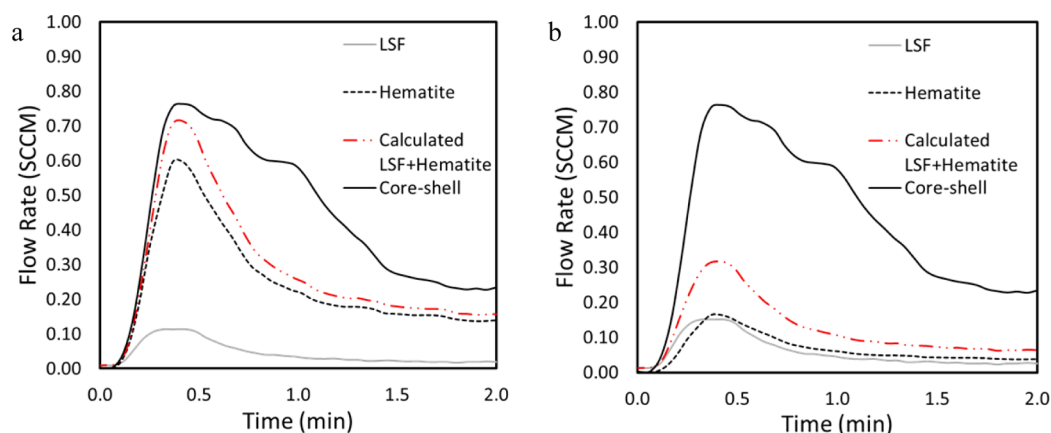 a
1.00
0.90
0.80
0.70
0.60
0.50
0.40
0.30
0.20
0.10
0.00
Flow Rate (SCCM)
0.0 0.5 1.0 1.5 2.0
Time (min)
LSF
Hematite
Calculated
LSF+Hematite
Core-shell
b
1.00
0.90
0.80
0.70
0.60
0.50
0.40
0.30
0.20
0.10
0.00
Flow Rate (SCCM)
0.0 0.5 1.0 1.5 2.0
Time (min)
LSF
Hematite
Calculated
LSF+Hematite
Core-shell